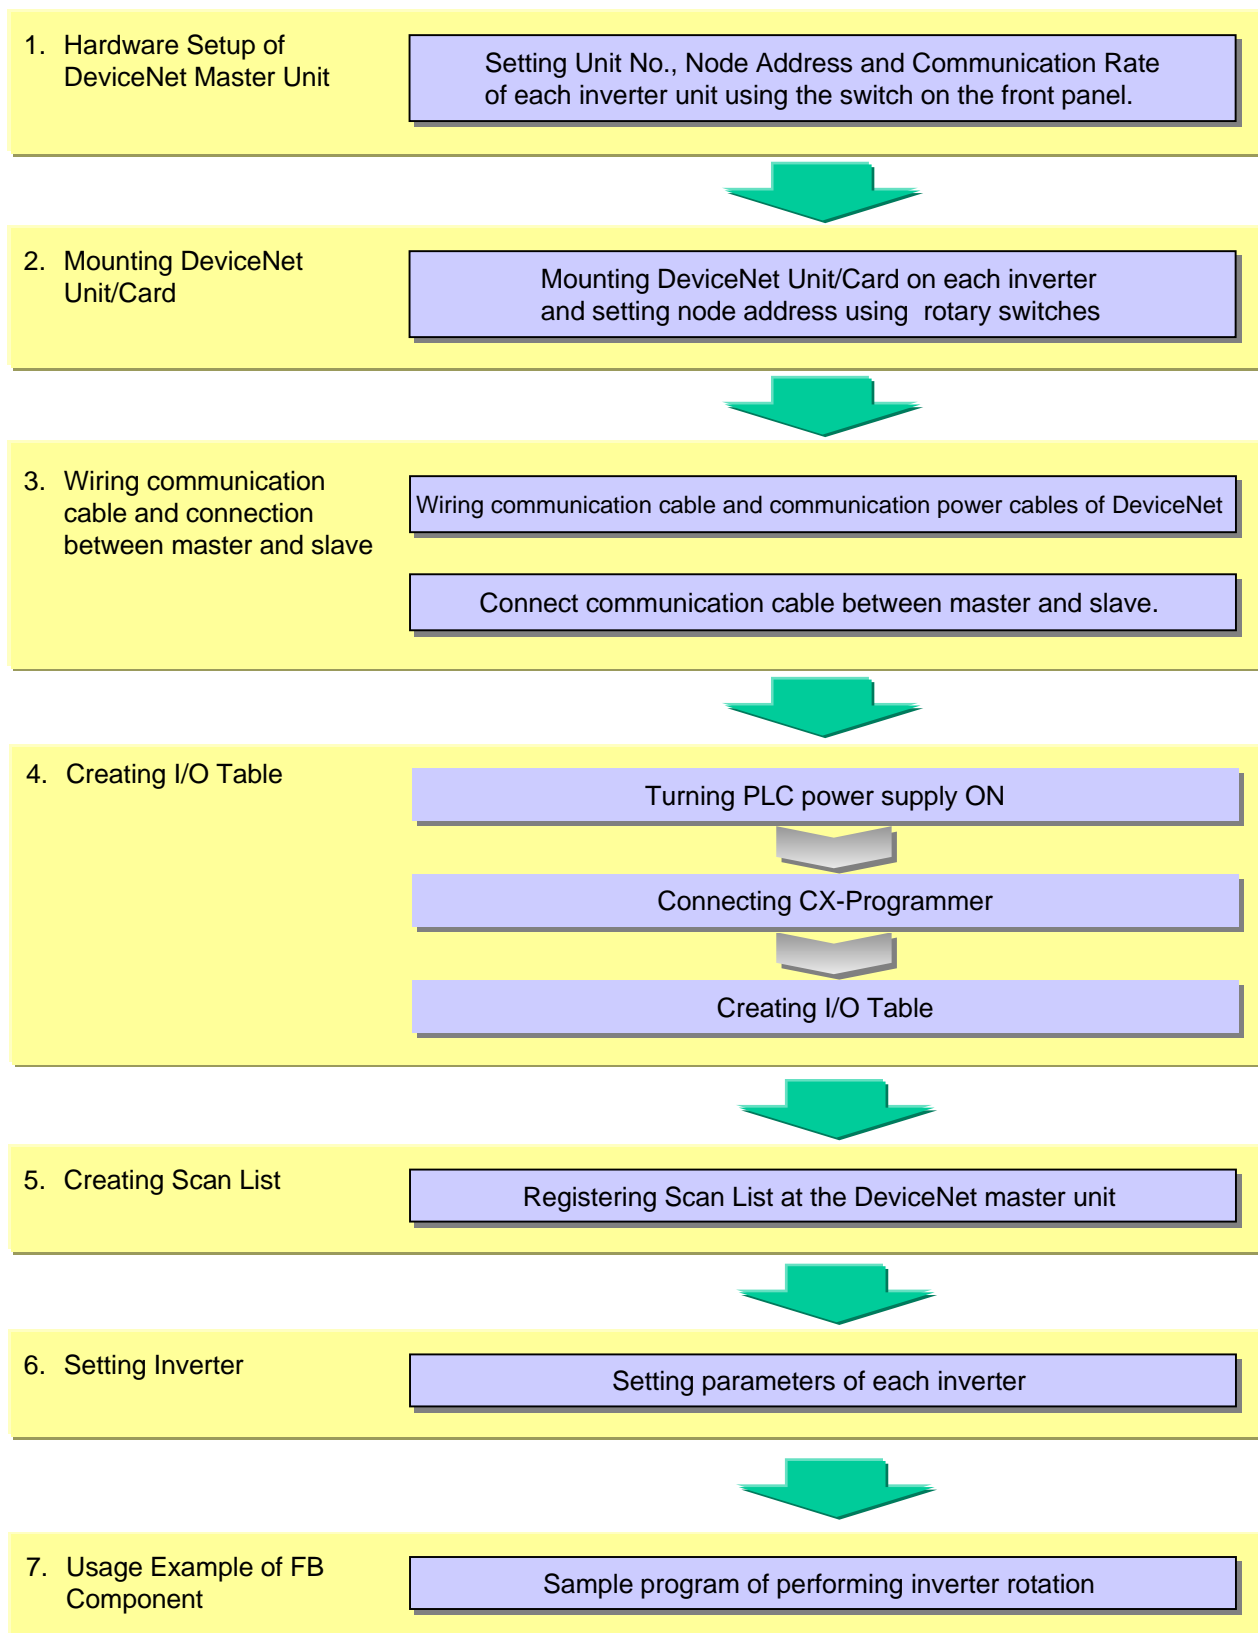 1. Hardware Setup of
DeviceNet Master Unit
Setting Unit No., Node Address and Communication Rate
of each inverter unit using the switch on the front panel.
2. Mounting DeviceNet
Unit/Card
Mounting DeviceNet Unit/Card on each inverter
and setting node address using rotary switches
3. Wiring communication
cable and connection
between master and slave
Wiring communication cable and communication power cables of DeviceNet
Connect communication cable between master and slave.
4. Creating I/O Table
Turning PLC power supply ON
Connecting CX-Programmer
Creating I/O Table
5. Creating Scan List
Registering Scan List at the DeviceNet master unit
6. Setting Inverter
Setting parameters of each inverter
7. Usage Example of FB
Component
Sample program of performing inverter rotation